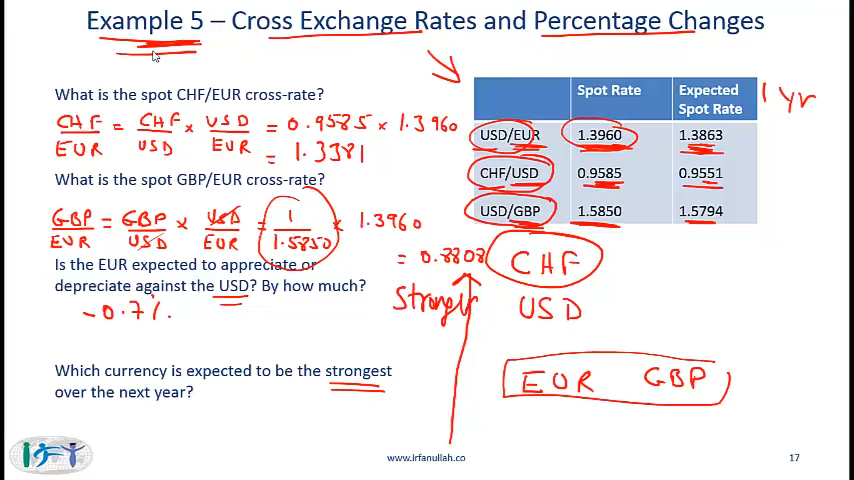 Example 5 – Cross Exchange Rates and Percentage Changes
What is the spot CHF/EUR cross-rate?
CHF/EUR = CHF/USD × USD/EUR = 0.9585 × 1.3960
= 1.3381
What is the spot GBP/EUR cross-rate?
GBP/EUR = GBP/USD × USD/EUR = 1/1.5850 × 1.3960
= 0.8808
Is the EUR expected to appreciate or
depreciate against the USD? By how much?
-0.7%.
Which currency is expected to be the strongest
over the next year?
Spot Rate Expected Spot Rate
1 yr
USD/EUR 1.3960 1.3863
CHF/USD 0.9585 0.9551
USD/GBP 1.5850 1.5794
CHF
Stronger
USD
EUR GBP
www.irfanullah.co
17